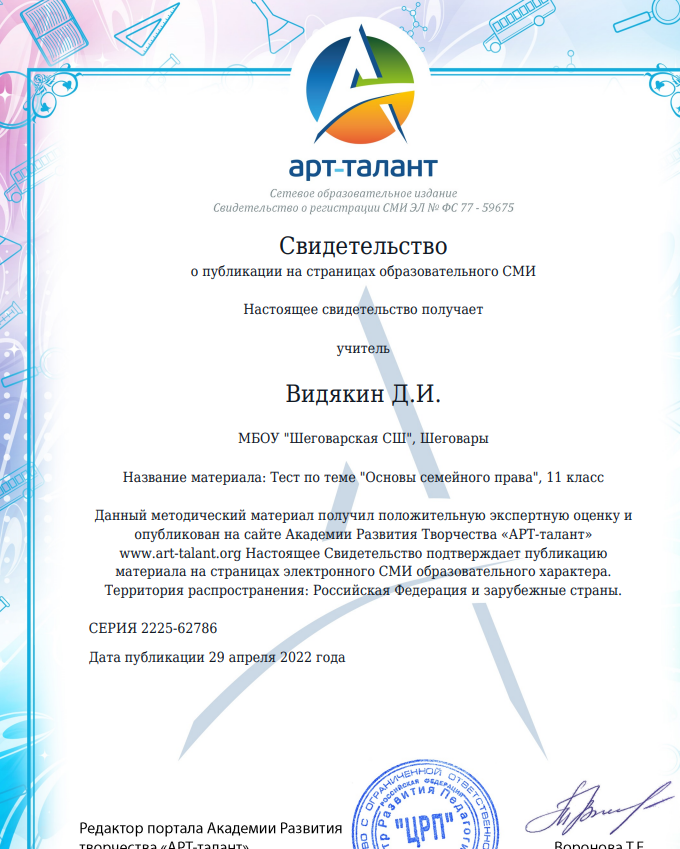 арт-талант
Сетевое образовательное издание
Свидетельство о регистрации СМИ ЭЛ № ФС 77 - 59675
Свидетельство
о публикации на страницах образовательного СМИ
Настоящее свидетельство получает
учитель
Видякин Д.И.
МБОУ "Шеговарская СШ", Шеговары
Название материала: Тест по теме "Основы семейного права", 11 класс
Данный методический материал получил положительную экспертную оценку и
опубликован на сайте Академии Развития Творчества «АРТ-талант»
www.art-talant.org Настоящее Свидетельство подтверждает публикацию
материала на страницах электронного СМИ образовательного характера.
Территория распространения: Российская Федерация и зарубежные страны.
СЕРИЯ 2225-62786
Дата публикации 29 апреля 2022 года
С ОГРАНИЧЕННОЙ ОТВЕТСТВЕННО
РОССИЙСКАЯ ФЕДЕРАЦИЯ
Развития Педагоги
"ЦРП"
Редактор портала Академии Развития
творчества «АРТ-талант»
Воронова Т.Е.